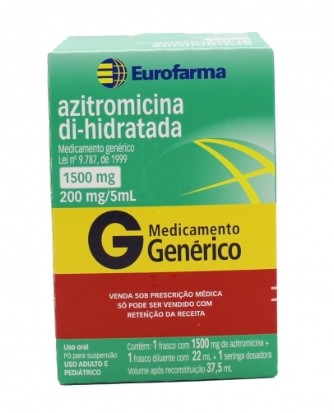 Eurofarma
azitromicina
di-hidratada
Medicamento genérico
Lei nº 9.787, de 1999
1500 mg
200 mg/5mL
G Medicamento
Genérico
VENDA SOB PRESCRIÇÃO MÉDICA
SÓ PODE SER VENDIDO COM
RETENÇÃO DA RECEITA
Uso oral
Pó para suspensão
USO ADULTO E
PEDIÁTRICO
Contém: 1 frasco com 1500 mg de azitromicina +
1 frasco diluente com 22 mL + 1 seringa dosadora
Volume após reconstituição 37,5 mL